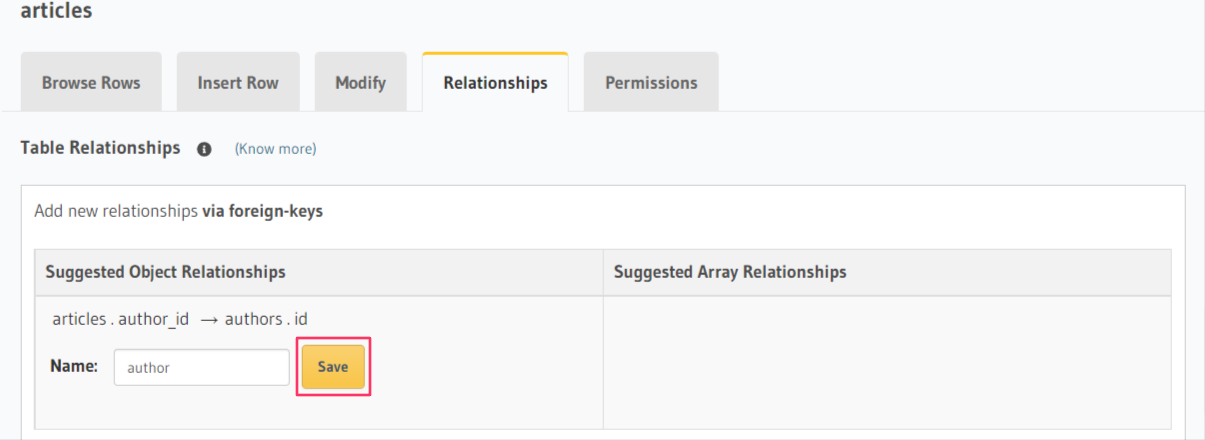 articles
Browse Rows Insert Row Modify Relationships Permissions
Table Relationships (Know more)
Add new relationships via foreign-keys
Suggested Object Relationships Suggested Array Relationships
articles . author_id → authors . id
Name: author Save